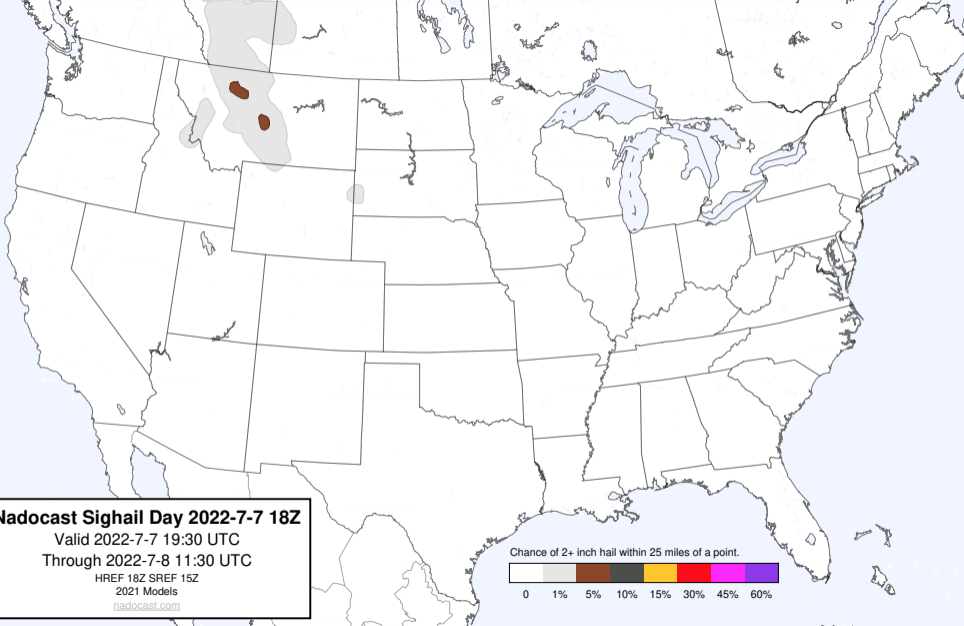 Nadocast Sighail Day 2022-7-7 18Z
Valid 2022-7-7 19:30 UTC
Through 2022-7-8 11:30 UTC
HREF 18Z SREF 15Z
2021 Models
nadocast.com
Chance of 2+ inch hail within 25 miles of a point.
0 1% 5% 10% 15% 30% 45% 60%